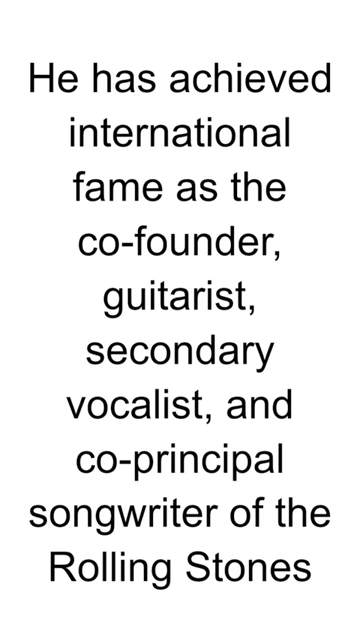 He has achieved
international
fame as the
co-founder,
guitarist,
secondary
vocalist, and
co-principal
songwriter of the
Rolling Stones